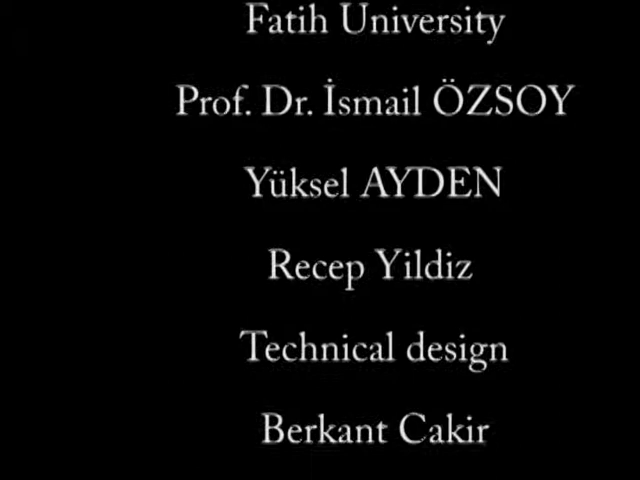 Fatih University
Prof. Dr. İsmail ÖZSOY
Yüksel AYDEN
Recep Yildiz
Technical design
Berkant Cakir